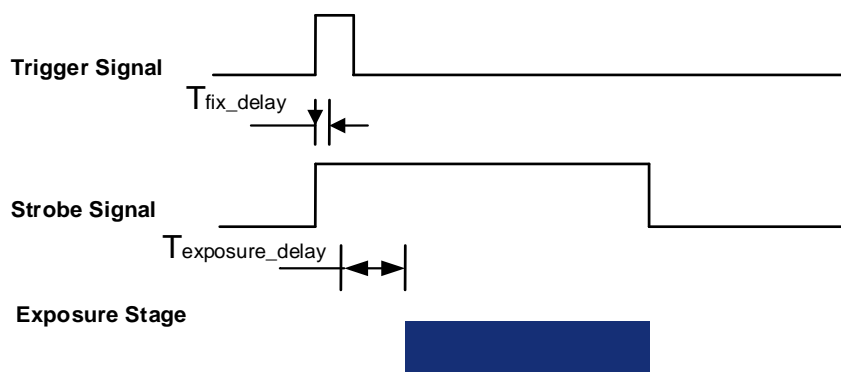 Trigger Signal
Tfix_delay
Strobe Signal
Texposure_delay
Exposure Stage